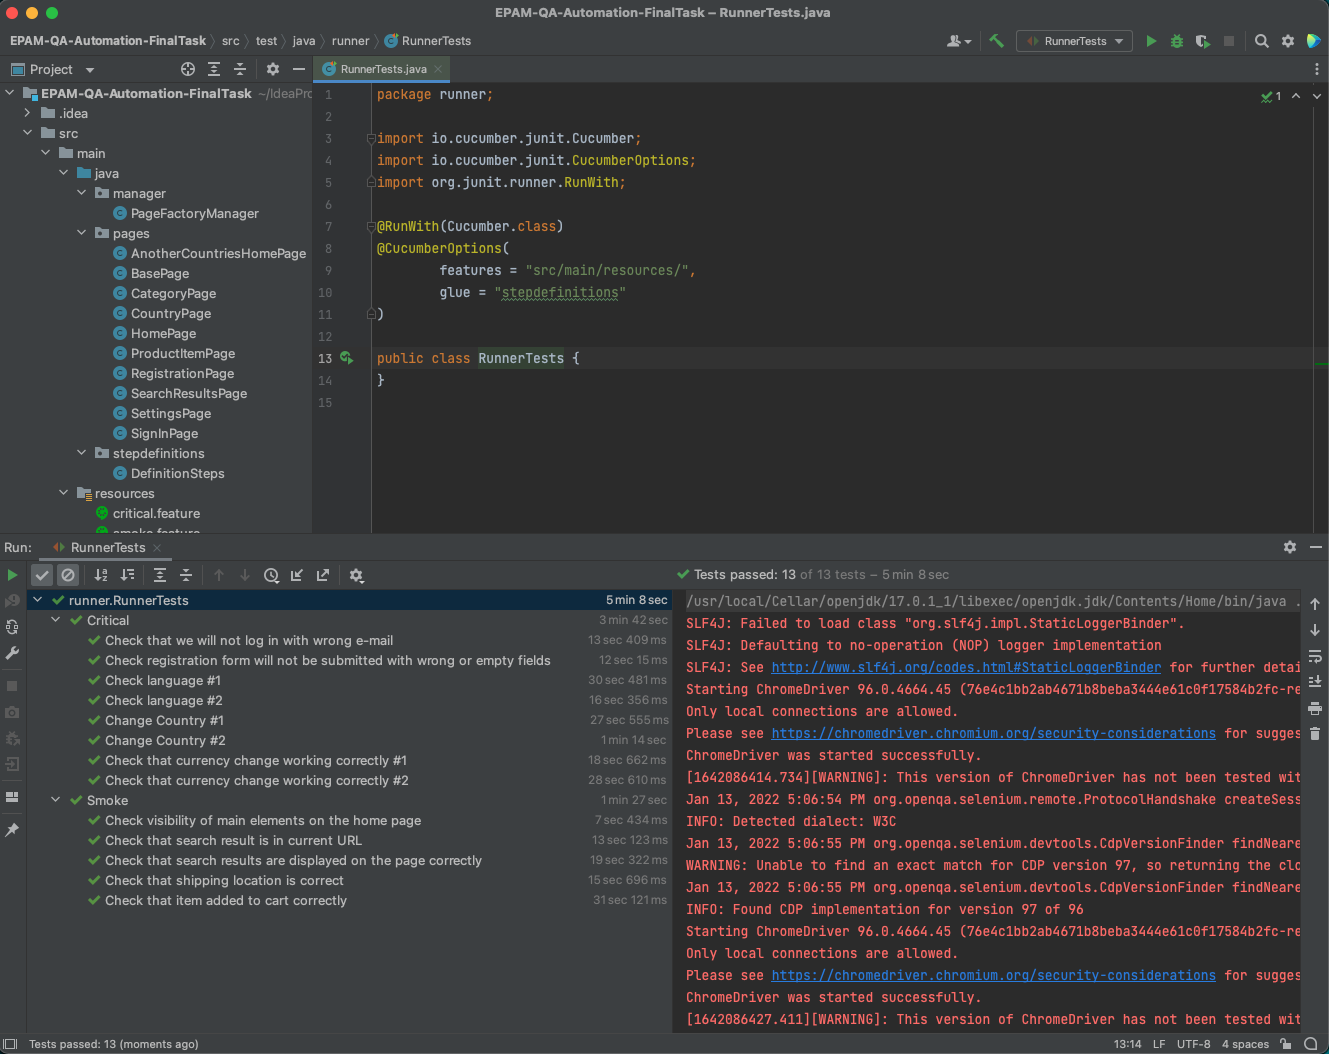 EPAM-QA-Automation-FinalTask – RunnerTests.java
EPAM-QA-Automation-FinalTask src test java runner RunnerTests
RunnerTests
Project
RunnerTests.java
EPAM-QA-Automation-FinalTask ~/IdeaPro
.idea
src
main
java
manager
PageFactoryManager
pages
AnotherCountriesHomePage
BasePage
CategoryPage
CountryPage
HomePage
ProductItemPage
RegistrationPage
SearchResultsPage
SettingsPage
SignInPage
stepdefinitions
DefinitionSteps
resources
critical.feature
smoke.feature
1 package runner;
1
2
3 import io.cucumber.junit.Cucumber;
4 import io.cucumber.junit.CucumberOptions;
5 import org.junit.runner.RunWith;
6
7 @RunWith(Cucumber.class)
8 @CucumberOptions(
9 features = "src/main/resources/",
10 glue = "stepdefinitions"
11 )
12
13 public class RunnerTests {
14 }
15
Run: RunnerTests
Tests passed: 13 of 13 tests – 5 min 8 sec
runner.RunnerTests 5 min 8 sec
Critical 3 min 42 sec
Check that we will not log in with wrong e-mail 13 sec 409 ms
Check registration form will not be submitted with wrong or empty fields 12 sec 15 ms
Check language #1 30 sec 481 ms
Check language #2 16 sec 356 ms
Change Country #1 27 sec 555 ms
Change Country #2 1 min 14 sec
Check that currency change working correctly #1 18 sec 662 ms
Check that currency change working correctly #2 28 sec 610 ms
Smoke 1 min 27 sec
Check visibility of main elements on the home page 7 sec 434 ms
Check that search result is in current URL 13 sec 123 ms
Check that search results are displayed on the page correctly 19 sec 322 ms
Check that shipping location is correct 15 sec 696 ms
Check that item added to cart correctly 31 sec 121 ms
/usr/local/Cellar/openjdk/17.0.1_1/libexec/openjdk.jdk/Contents/Home/bin/java .
SLF4J: Failed to load class "org.slf4j.impl.StaticLoggerBinder".
SLF4J: Defaulting to no-operation (NOP) logger implementation
SLF4J: See http://www.slf4j.org/codes.html#StaticLoggerBinder for further detai
Starting ChromeDriver 96.0.4664.45 (76e4c1bb2ab4671b8beba3444e61c0f17584b2fc-re
Only local connections are allowed.
Please see https://chromedriver.chromium.org/security-considerations for sugges
ChromeDriver was started successfully.
[1642086414.734][WARNING]: This version of ChromeDriver has not been tested wit
Jan 13, 2022 5:06:54 PM org.openqa.selenium.remote.ProtocolHandshake createSess
INFO: Detected dialect: W3C
Jan 13, 2022 5:06:55 PM org.openqa.selenium.devtools.CdpVersionFinder findNeare
WARNING: Unable to find an exact match for CDP version 97, so returning the clo
Jan 13, 2022 5:06:55 PM org.openqa.selenium.devtools.CdpVersionFinder findNeare
INFO: Found CDP implementation for version 97 of 96
Starting ChromeDriver 96.0.4664.45 (76e4c1bb2ab4671b8beba3444e61c0f17584b2fc-re
Only local connections are allowed.
Please see https://chromedriver.chromium.org/security-considerations for sugges
ChromeDriver was started successfully.
[1642086427.411][WARNING]: This version of ChromeDriver has not been tested wit
Tests passed: 13 (moments ago)
13:14 LF UTF-8 4 spaces